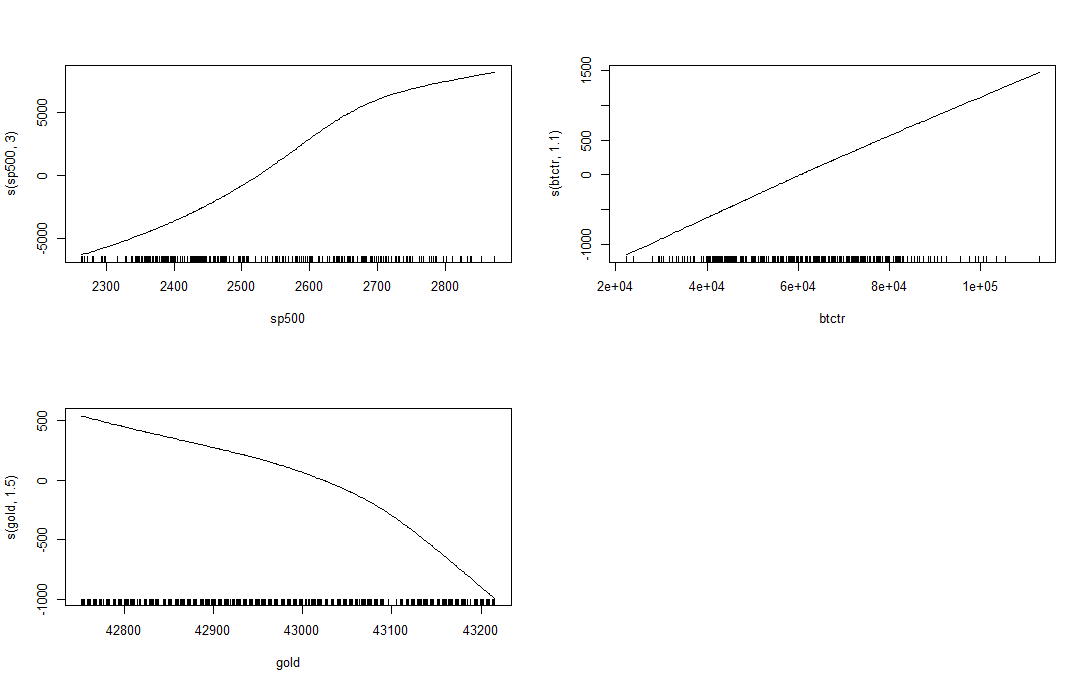 s(sp500, 3)
5000
0
-5000
2300 2400 2500 2600 2700 2800
sp500
s(btctr, 1.1)
1500
500
0
-1000
2e+04 4e+04 6e+04 8e+04 1e+05
btctr
s(gold, 1.5)
500
0
-500
-1000
42800 42900 43000 43100 43200
gold